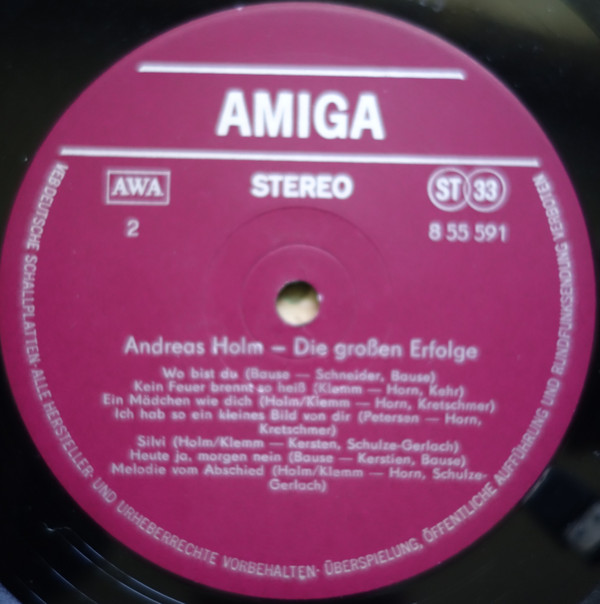 AMIGA
AWA
STEREO
ST 33
2
8 55 591
Andreas Holm – Die großen Erfolge
Wo bist du (Bause – Schneider, Bause)
Kein Feuer brennt so heiß (Klemm – Horn, Kehr)
Ein Mädchen wie dich (Holm/Klemm – Horn, Kretschmer)
Ich hab so ein kleines Bild von dir (Petersen – Horn,
Kretschmer)
Silvi (Holm/Klemm – Kersten, Schulze-Gerlach)
Heute ja, morgen nein (Bause – Kerstien, Bause)
Melodie vom Abschied (Holm/Klemm – Horn, Schulze-
Gerlach)
VEB DEUTSCHE SCHALLPLATTEN · ALLE HERSTELLER- UND URHEBERRECHTE VORBEHALTEN · ÜBERSPIELUNG, ÖFFENTLICHE AUFFÜHRUNG UND RUNDFUNKSENDUNG VERBOTEN